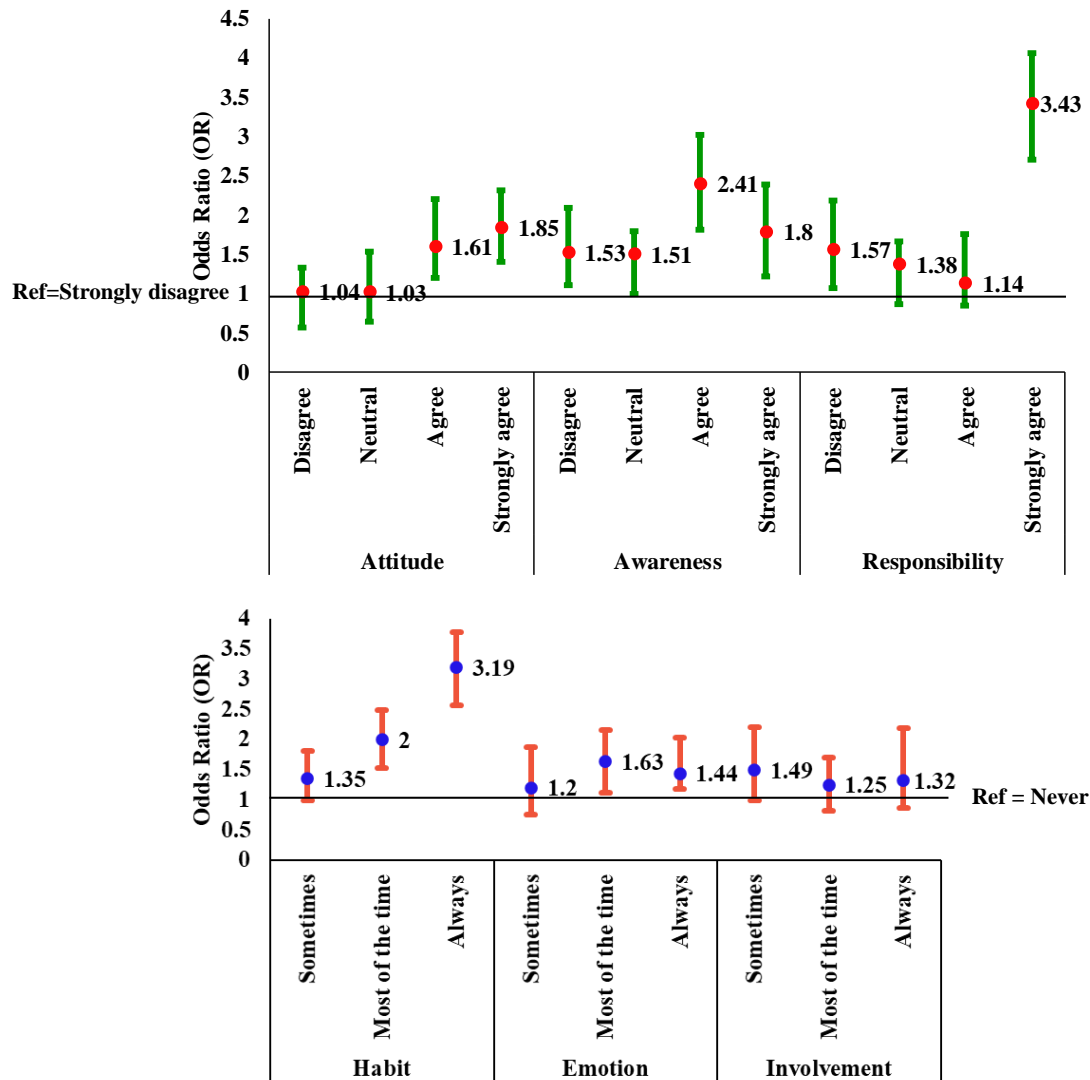 4.5
4
3.5
3
2.5
2
1.5
1
0.5
0
Odds Ratio (OR)
Ref=Strongly disagree
1.04
1.03
1.61
1.85
1.53
1.51
2.41
1.8
1.57
1.38
1.14
3.43
Disagree
Neutral
Agree
Strongly agree
Disagree
Neutral
Agree
Strongly agree
Disagree
Neutral
Agree
Strongly agree
Attitude
Awareness
Responsibility
4
3.5
3
2.5
2
1.5
1
0.5
0
Odds Ratio (OR)
1.35
2
3.19
1.2
1.63
1.44
1.49
1.25
1.32
Ref = Never
Sometimes
Most of the time
Always
Sometimes
Most of the time
Always
Sometimes
Most of the time
Always
Habit
Emotion
Involvement